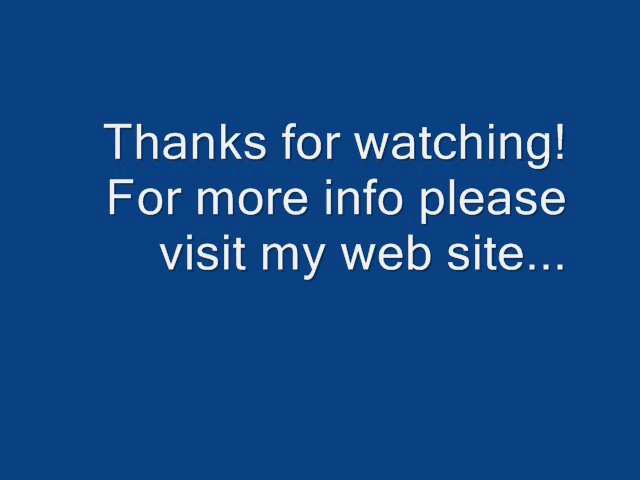 Thanks for watching!
For more info please
visit my web site...